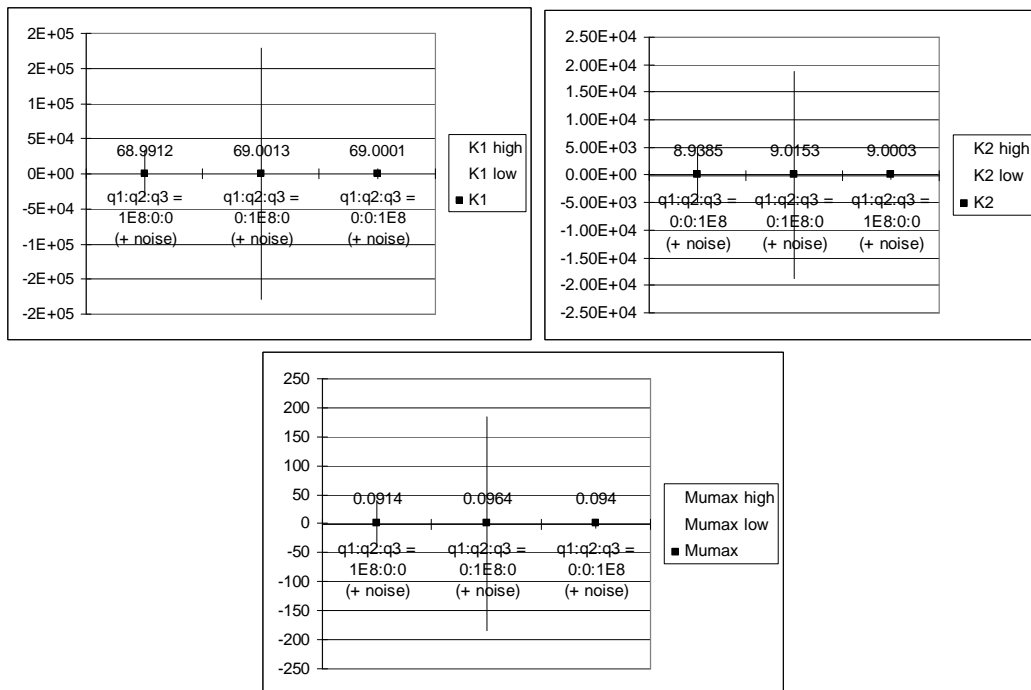 2E+05
2E+05
1E+05
5E+04
0E+00
-5E+04
-1E+05
-2E+05
-2E+05
68.9912 69.0013 69.0001
q1:q2:q3 = q1:q2:q3 = q1:q2:q3 =
1E8:0:0 0:1E8:0 0:0:1E8
(+ noise) (+ noise) (+ noise)
K1 high
K1 low
K1
2.50E+04
2.00E+04
1.50E+04
1.00E+04
5.00E+03
0.00E+00
-5.00E+03
-1.00E+04
-1.50E+04
-2.00E+04
-2.50E+04
8.9385 9.0153 9.0003
q1:q2:q3 = q1:q2:q3 = q1:q2:q3 =
0:0:1E8 0:1E8:0 1E8:0:0
(+ noise) (+ noise) (+ noise)
K2 high
K2 low
K2
250
200
150
100
50
0
-50
-100
-150
-200
-250
0.0914 0.0964 0.094
q1:q2:q3 = q1:q2:q3 = q1:q2:q3 =
1E8:0:0 0:1E8:0 0:0:1E8
(+ noise) (+ noise) (+ noise)
Mumax high
Mumax low
Mumax